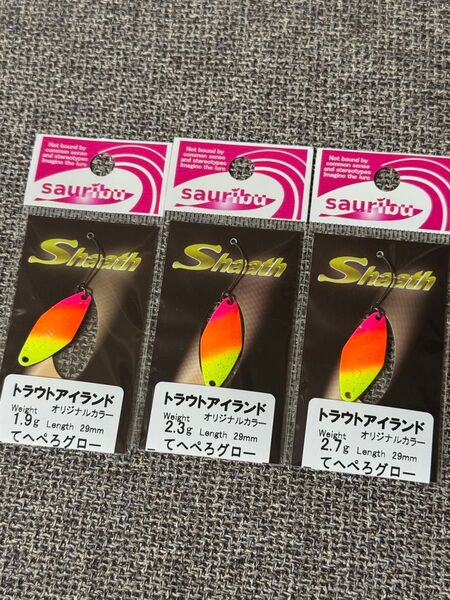 Not bound by
common sense
and stereotypes
Imagine the lure
sauribu
Sheath
トラウトアイランド
Weight オリジナルカラー
1.9g Length 29mm
てへぺろグロー
Not bound by
common sense
and stereotypes
Imagine the lure
sauribu
Sheath
トラウトアイランド
Weight オリジナルカラー
2.3g Length 29mm
てへぺろグロー
Not bound by
common sense
and stereotypes
Imagine the lure
sauribu
Sheath
トラウトアイランド
Weight オリジナルカラー
2.7g Length 29mm
てへぺろグロー